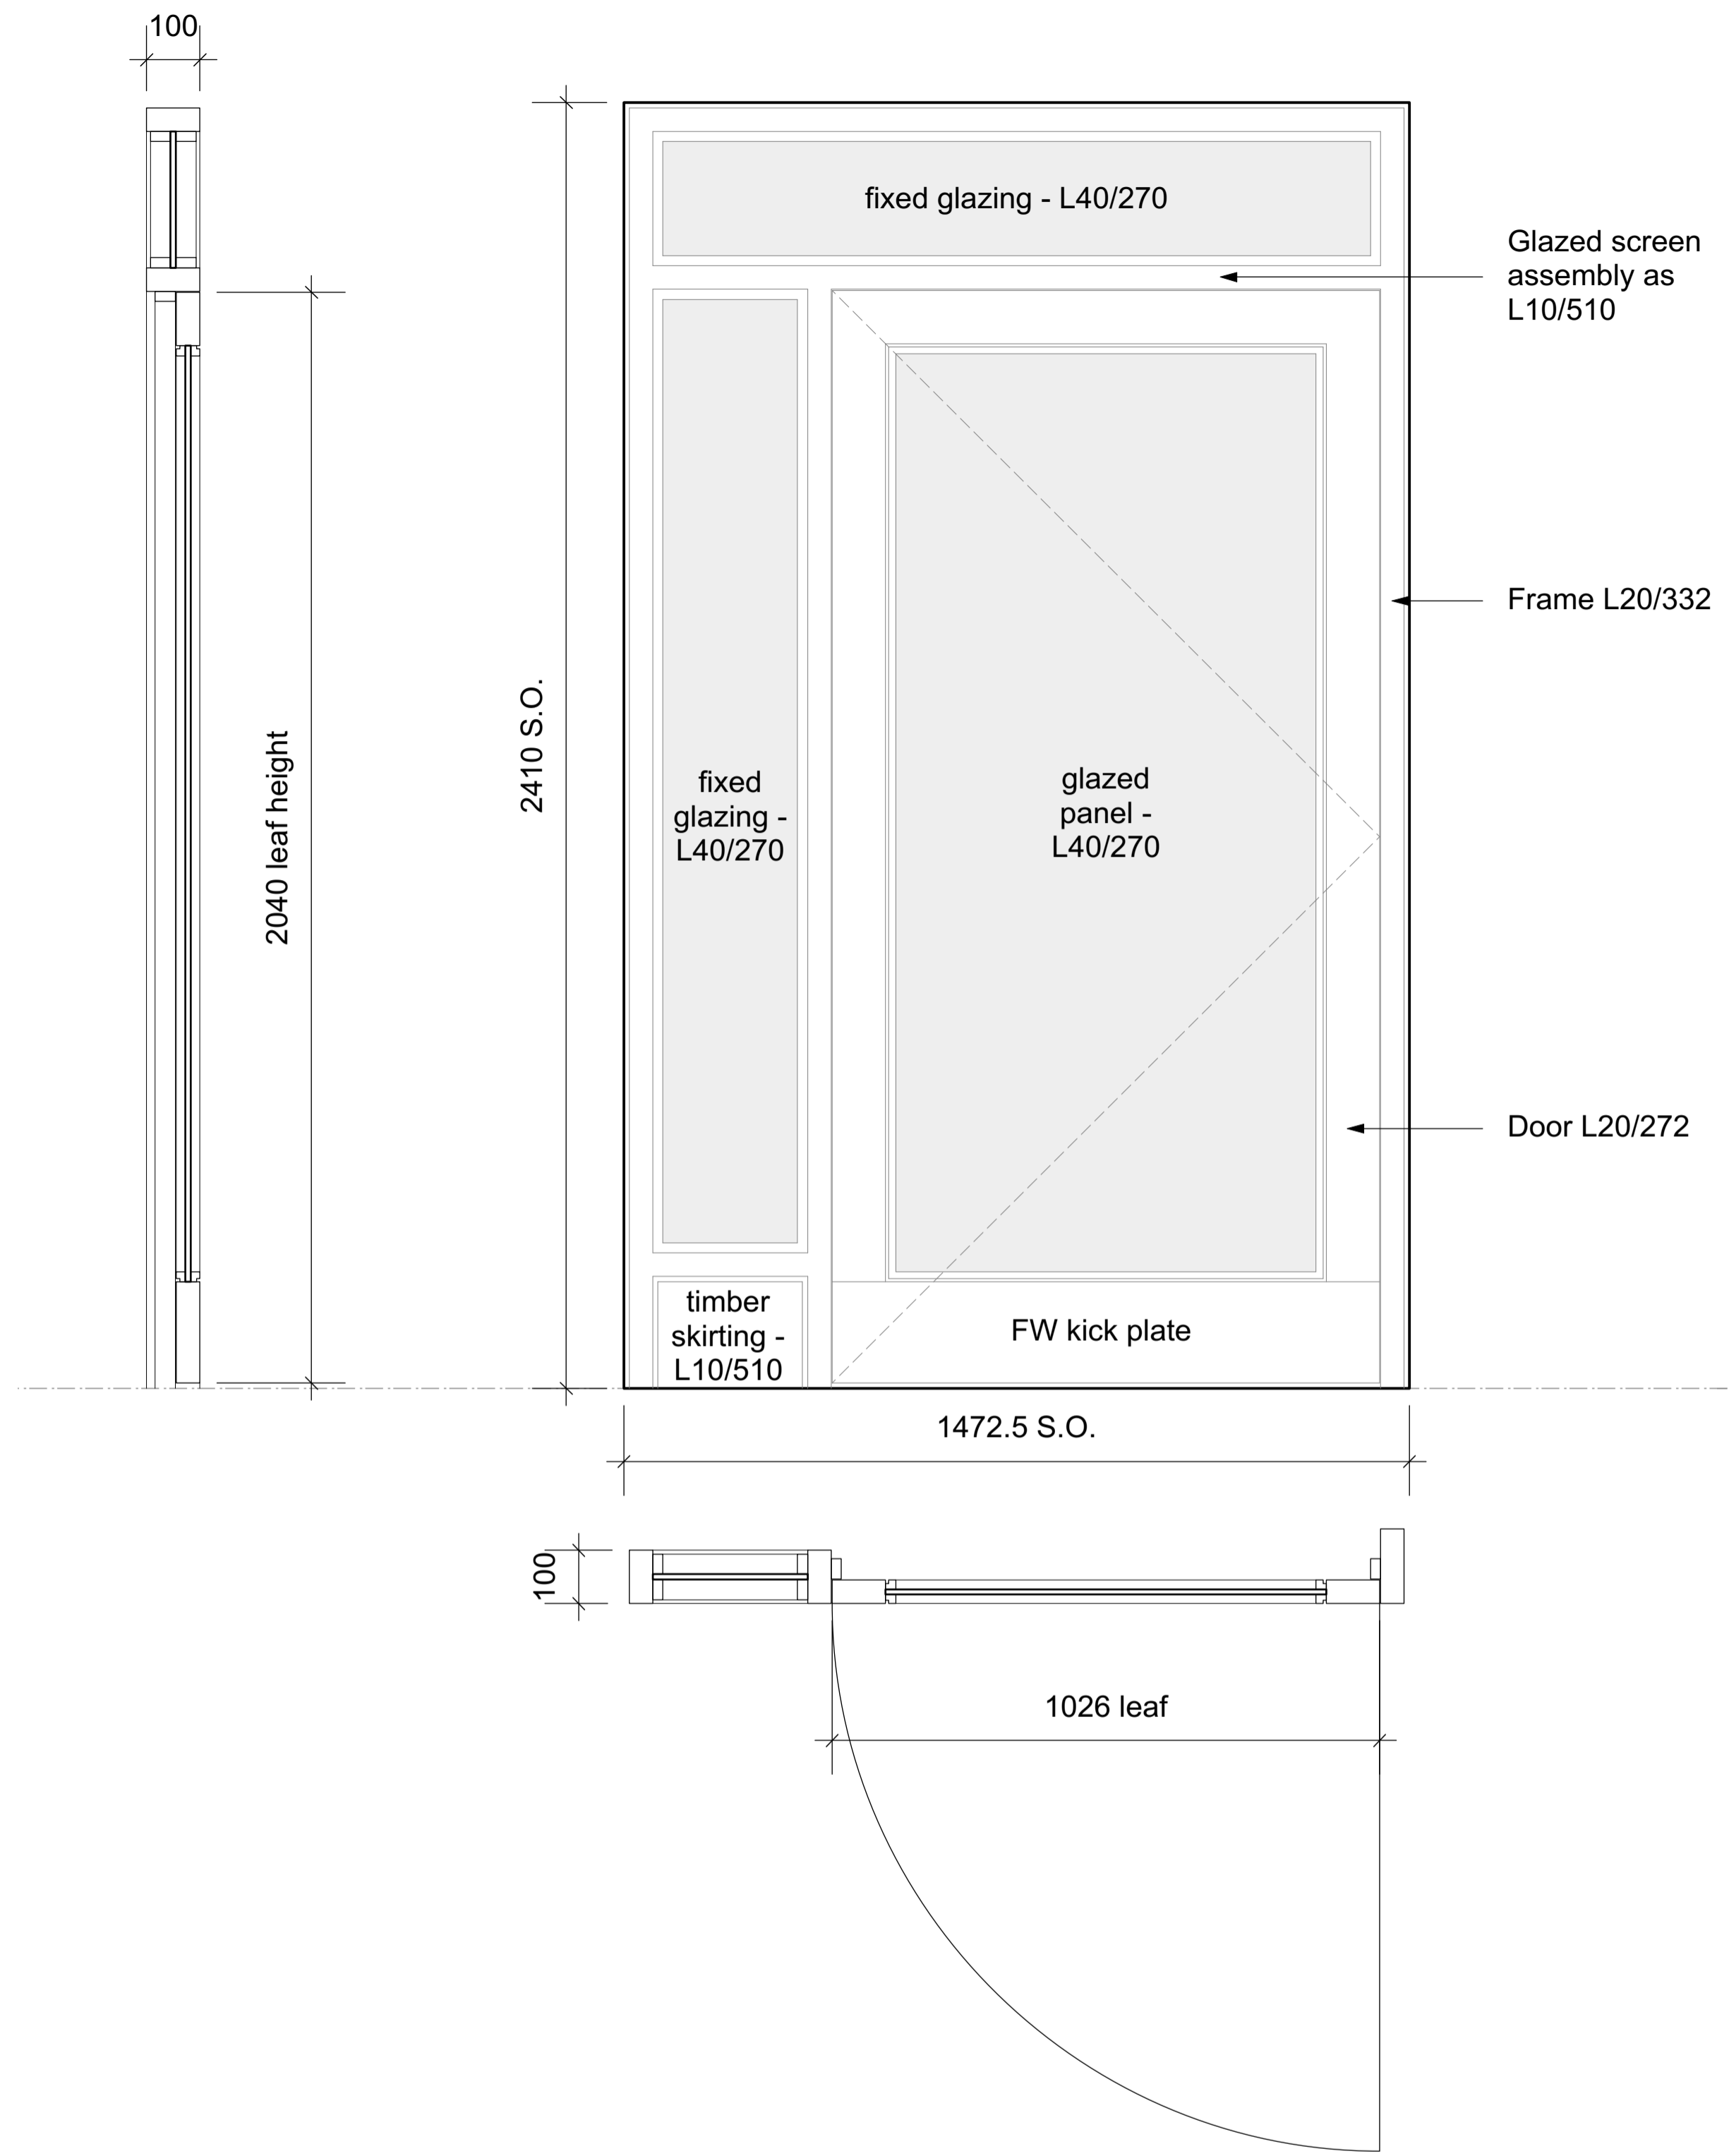 100
fixed glazing - L40/270
Glazed screen
assembly as
L10/510
Frame L20/332
2410 S.O.
2040 leaf height
fixed
glazing -
L40/270
glazed
panel -
L40/270
Door L20/272
timber
skirting -
L10/510
FW kick plate
1472.5 S.O.
100
1026 leaf